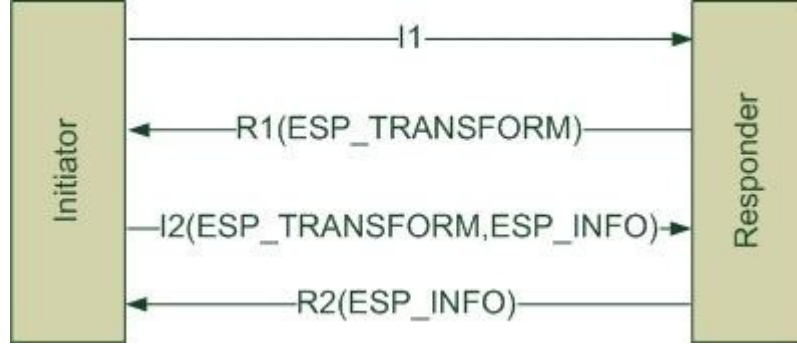 Initiator
I1
R1(ESP_TRANSFORM)
I2(ESP_TRANSFORM,ESP_INFO)
R2(ESP_INFO)
Responder